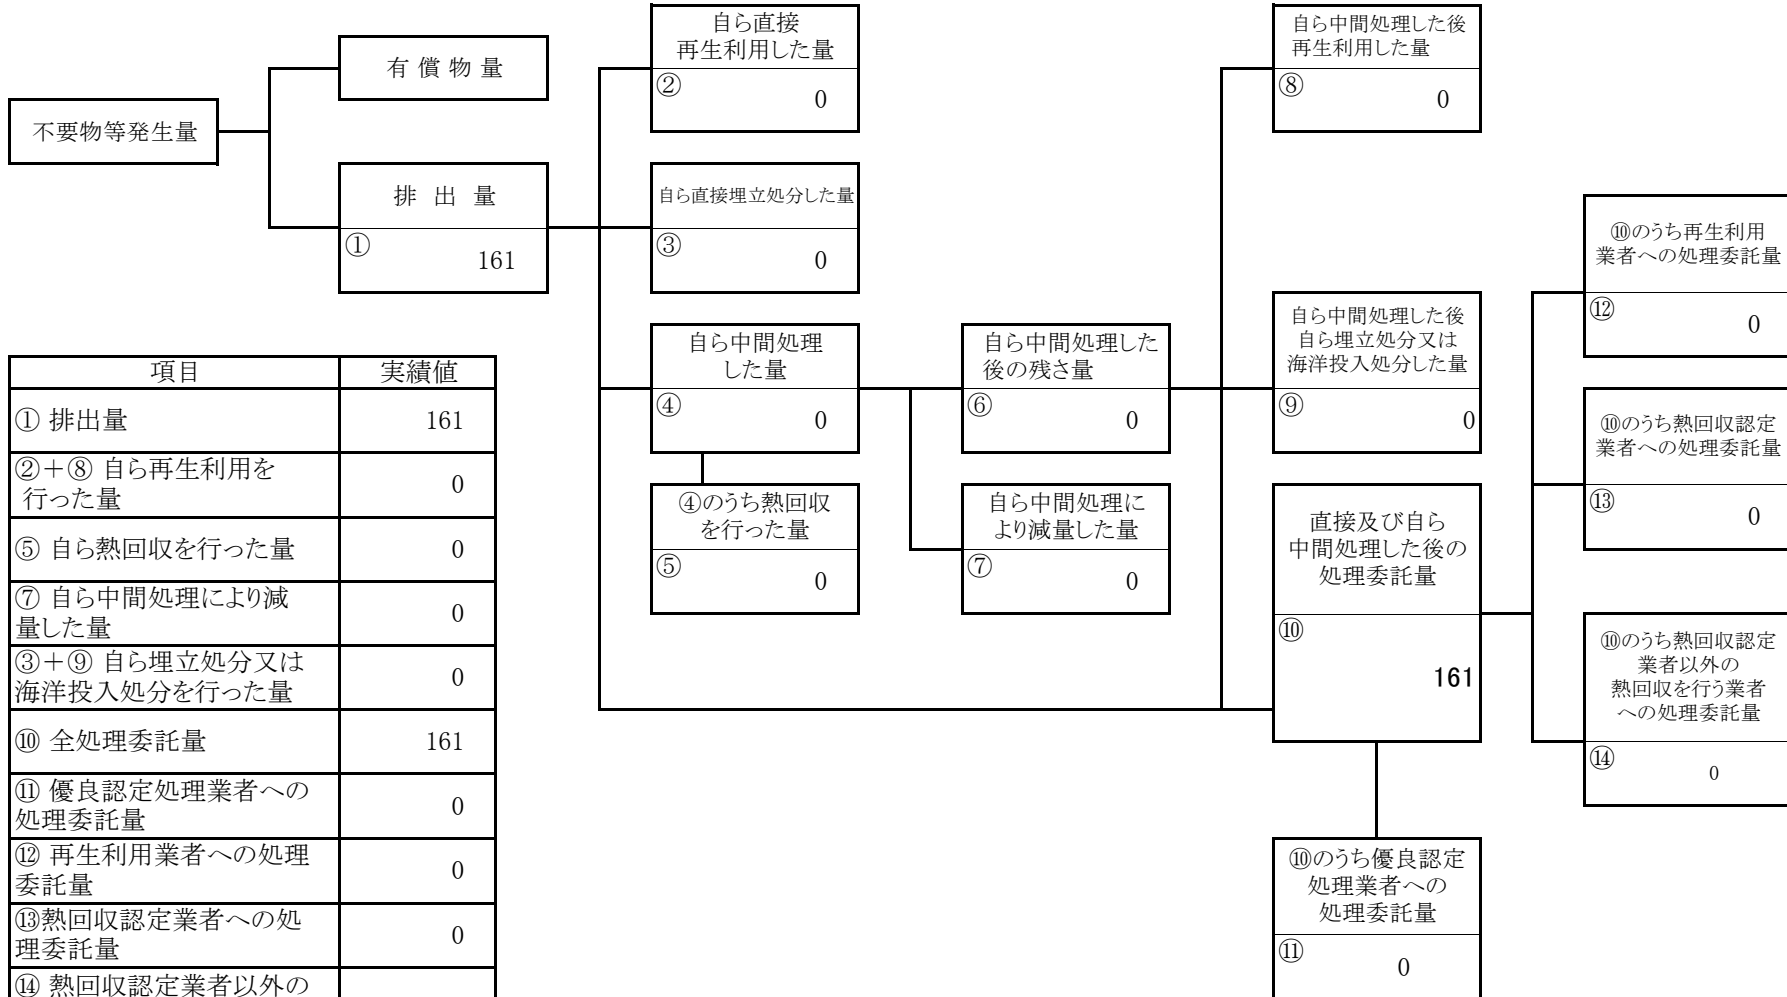 不要物等発生量
有 償 物 量
排 出 量
①
161
自ら直接
再生利用した量
②
0
自ら直接埋立処分した量
③
0
自ら中間処理
した量
④
0
④のうち熱回収
を行った量
⑤
0
自ら中間処理した
後の残さ量
⑥
0
自ら中間処理に
より減量した量
⑦
0
自ら中間処理した後
再生利用した量
⑧
0
自ら中間処理した後
自ら埋立処分又は
海洋投入処分した量
⑨
0
直接及び自ら
中間処理した後の
処理委託量
⑩
161
⑩のうち優良認定
処理業者への
処理委託量
⑪
0
⑩のうち再生利用
業者への処理委託量
⑫
0
⑩のうち熱回収認定
業者への処理委託量
⑬
0
⑩のうち熱回収認定
業者以外の
熱回収を行う業者
への処理委託量
⑭
0
項目 実績値
① 排出量 161
②＋⑧ 自ら再生利用を
行った量 0
⑤ 自ら熱回収を行った量 0
⑦ 自ら中間処理により減
量した量 0
③＋⑨ 自ら埋立処分又は
海洋投入処分を行った量 0
⑩ 全処理委託量 161
⑪ 優良認定処理業者への
処理委託量 0
⑫ 再生利用業者への処理
委託量 0
⑬熱回収認定業者への処
理委託量 0
⑭ 熱回収認定業者以外の